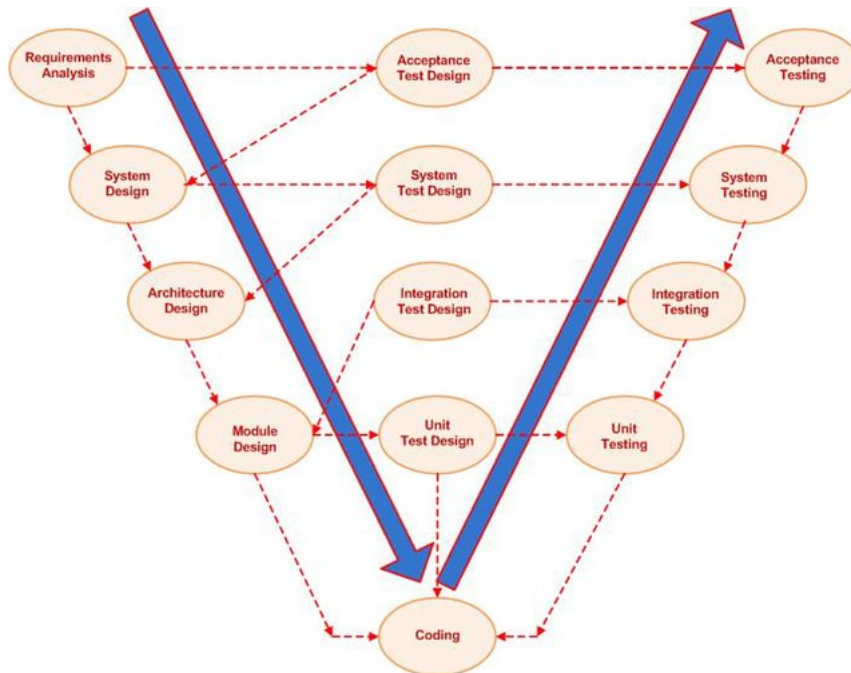 Requirements
Analysis
Acceptance
Test Design
Acceptance
Testing
System
Design
System
Test Design
System
Testing
Architecture
Design
Integration
Test Design
Integration
Testing
Module
Design
Unit
Test Design
Unit
Testing
Coding